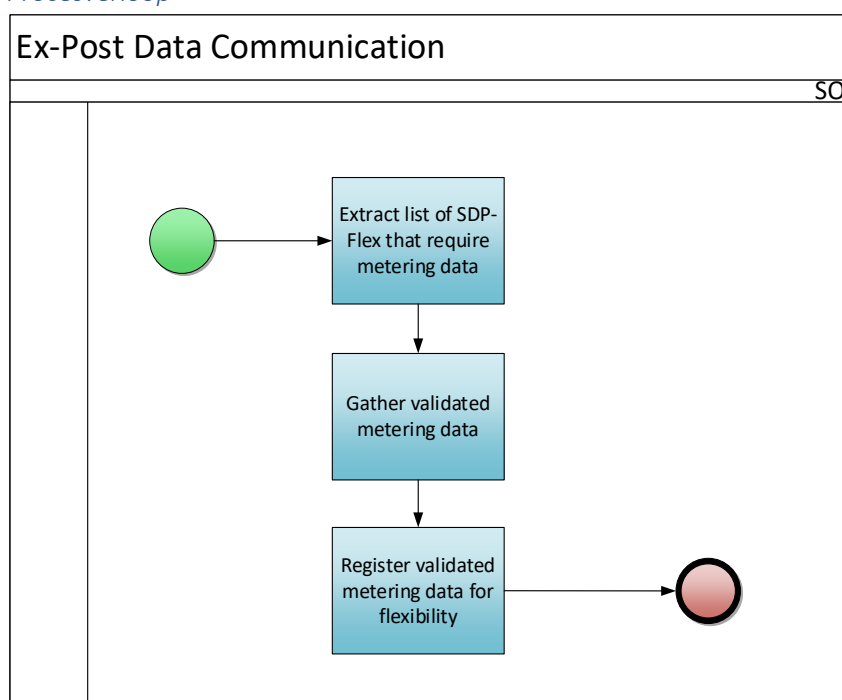 Procesverloop
Ex-Post Data Communication
SO
Extract list of SDP-
Flex that require
metering data
Gather validated
metering data
Register validated
metering data for
flexibility